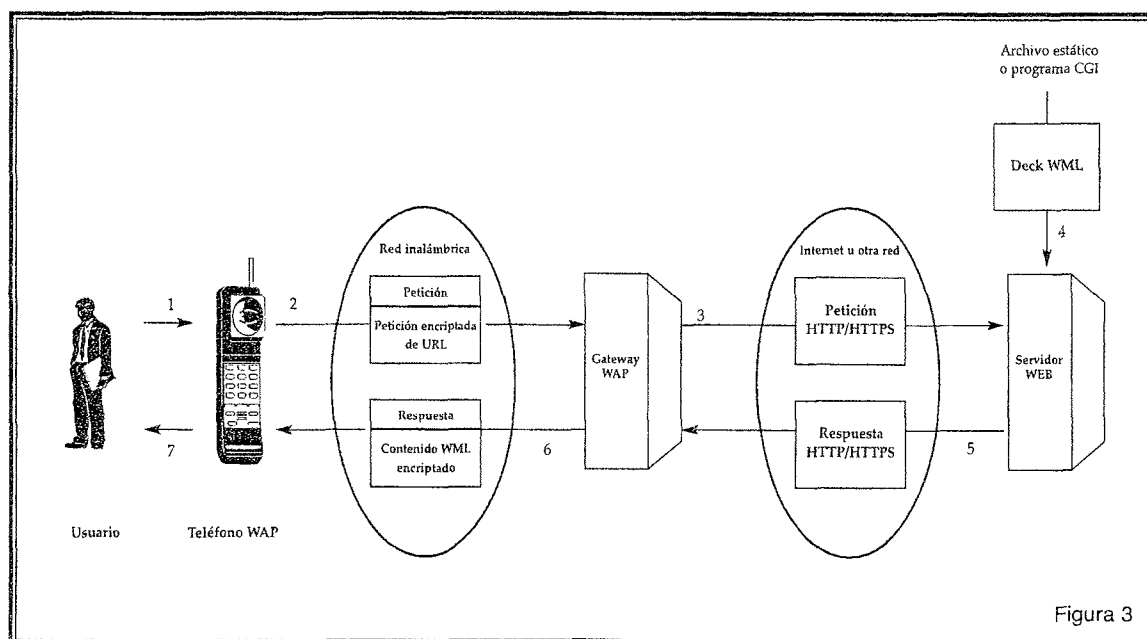 Archivo estático
o programa CGI
Deck WML
4
Red inalámbrica
Internet u otra red
1
2
Petición
Petición encriptada
de URL
Gateway
WAP
3
Petición
HTTP/HTTPS
Servidor
WEB
7
Respuesta
Contenido WML
encriptado
6
Respuesta
HTTP/HTTPS
5
Usuario
Teléfono WAP
Figura 3